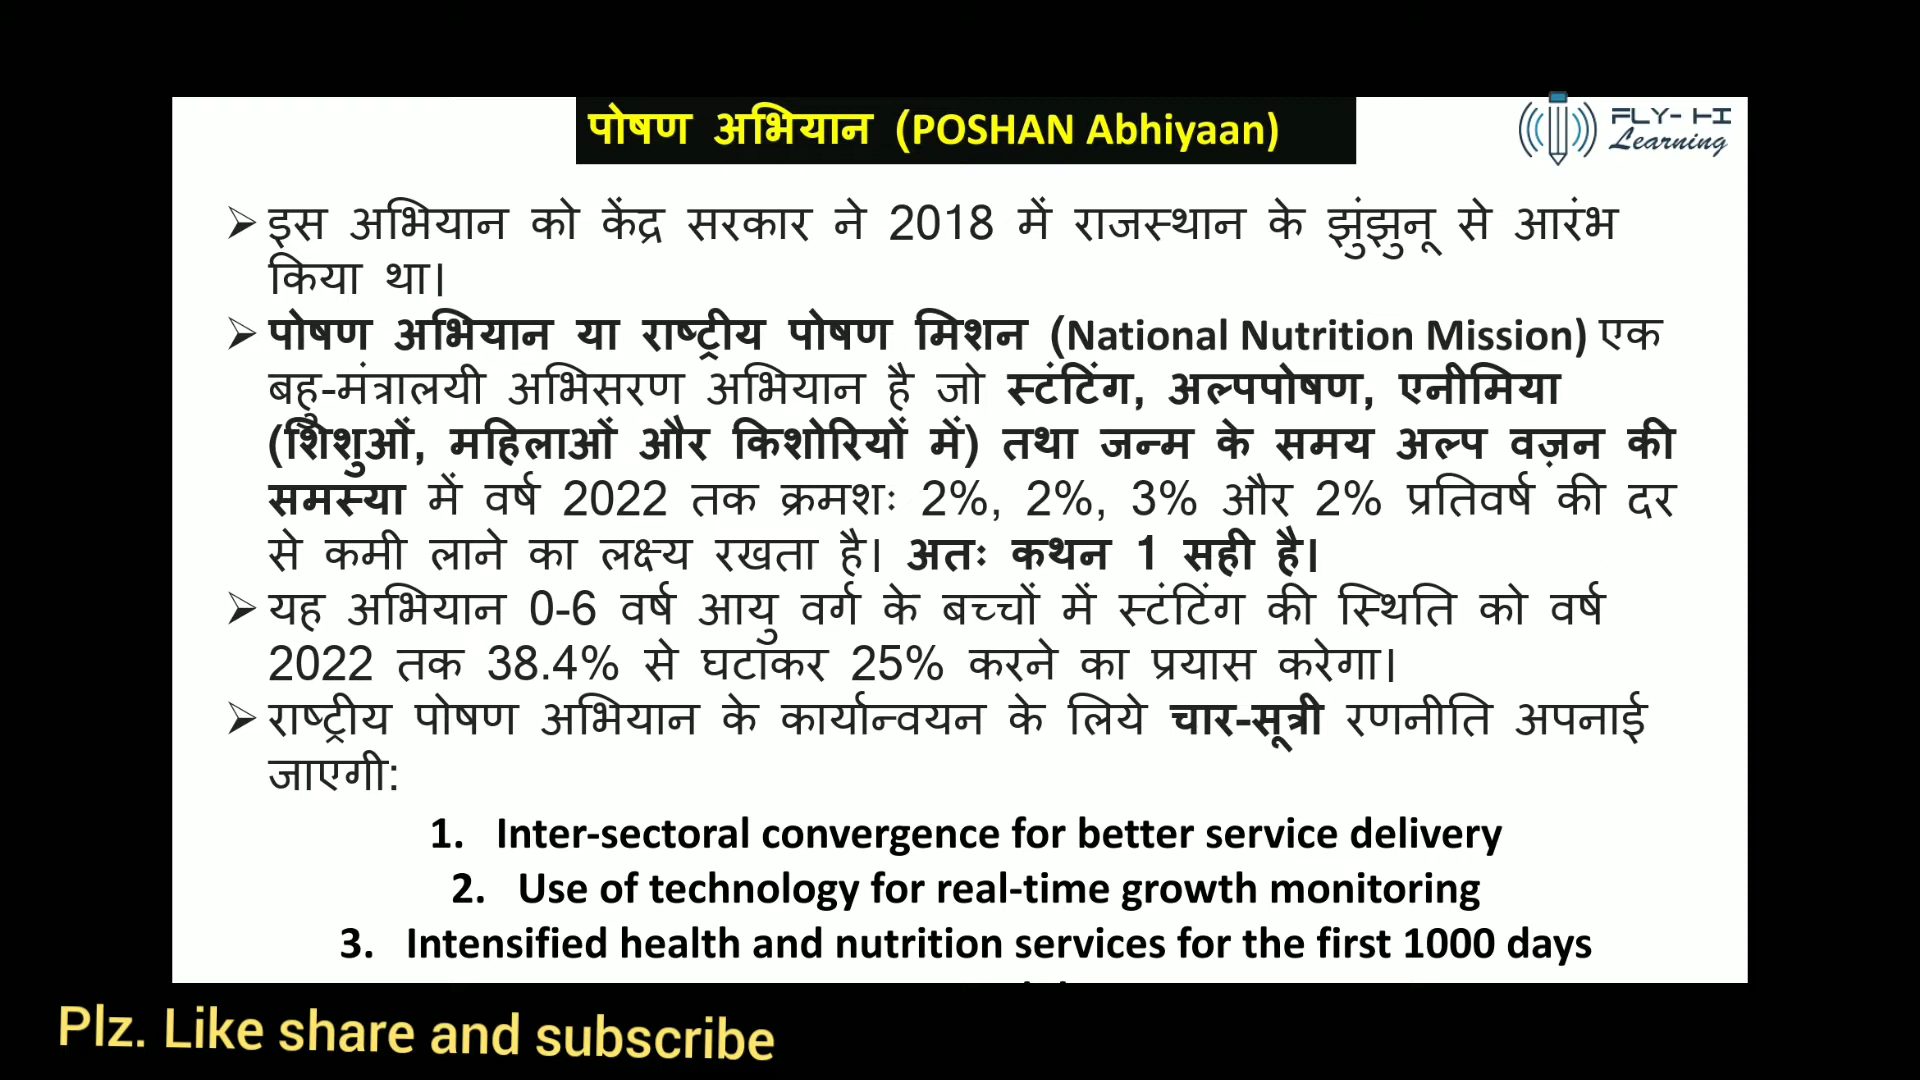 पोषण अभियान (POSHAN Abhiyaan)
FLY-HI
Learning
➢ इस अभियान को केंद्र सरकार ने 2018 में राजस्थान के झुंझुनू से आरंभ
किया था।
➢ पोषण अभियान या राष्ट्रीय पोषण मिशन (National Nutrition Mission) एक
बहु-मंत्रालयी अभिसरण अभियान है जो स्टंटिंग, अल्पपोषण, एनीमिया
(शिशुओं, महिलाओं और किशोरियों में) तथा जन्म के समय अल्प वज़न की
समस्या में वर्ष 2022 तक क्रमशः 2%, 2%, 3% और 2% प्रतिवर्ष की दर
से कमी लाने का लक्ष्य रखता है। अतः कथन 1 सही है।
➢ यह अभियान 0-6 वर्ष आयु वर्ग के बच्चों में स्टंटिंग की स्थिति को वर्ष
2022 तक 38.4% से घटाकर 25% करने का प्रयास करेगा।
➢ राष्ट्रीय पोषण अभियान के कार्यान्वयन के लिये चार-सूत्री रणनीति अपनाई
जाएगी:
1. Inter-sectoral convergence for better service delivery
2. Use of technology for real-time growth monitoring
3. Intensified health and nutrition services for the first 1000 days
Plz. Like share and subscribe